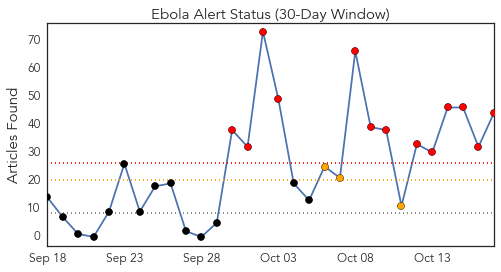 Ebola Alert Status (30-Day Window)
Articles Found
70
60
50
40
30
20
10
0
Sep 18
Sep 23
Sep 28
Oct 03
Oct 08
Oct 13